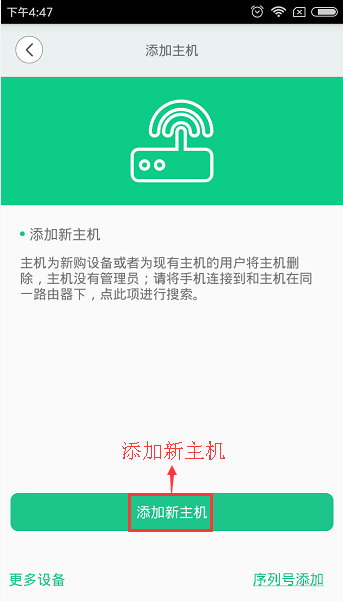 下午4:47
添加主机
添加新主机
主机为新购设备或者为现有主机的用户将主机删
除，主机没有管理员；请将手机连接到和主机在同
一路由器下，点此项进行搜索。
添加新主机
添加新主机
更多设备
序列号添加